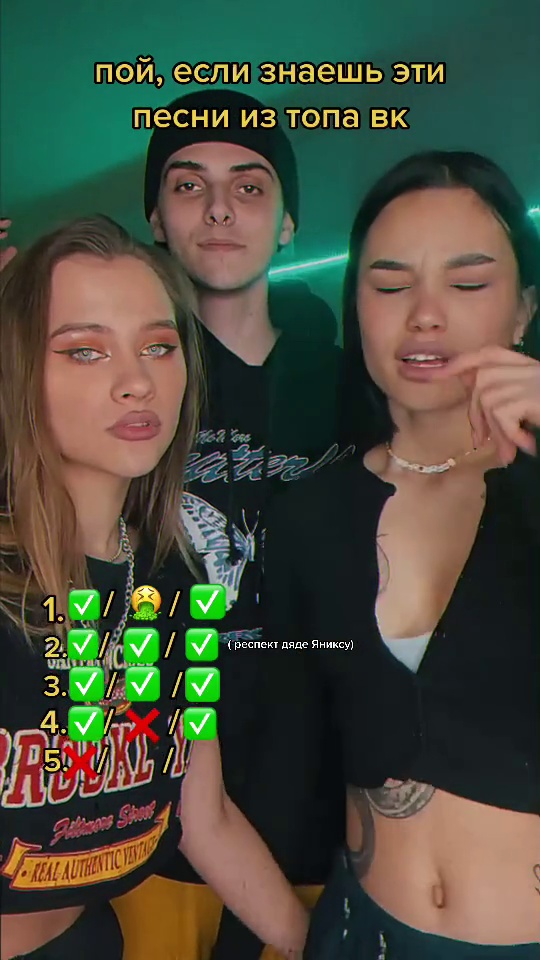 пой, если знаешь эти
песни из топа вк
1. ✅ / 🤮 / ✅
2. ✅ / ✅ / ✅ (респект дяде Яниксу)
3. ✅ / ✅ / ✅
4. ✅ / ❌ / ✅
5. ❌ / /
BROOKLY
Fillmore Street
REAL AUTHENTIC VINTAGE